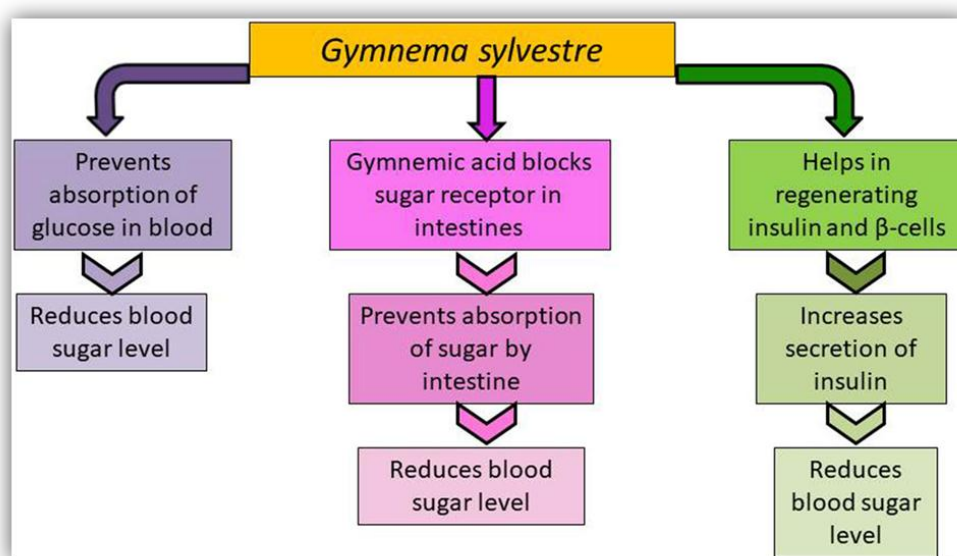 Gymnema sylvestre
Prevents
absorption of
glucose in blood
Reduces blood
sugar level
Gymnemic acid blocks
sugar receptor in
intestines
Prevents absorption
of sugar by
intestine
Reduces blood
sugar level
Helps in
regenerating
insulin and β-cells
Increases
secretion of
insulin
Reduces
blood sugar
level